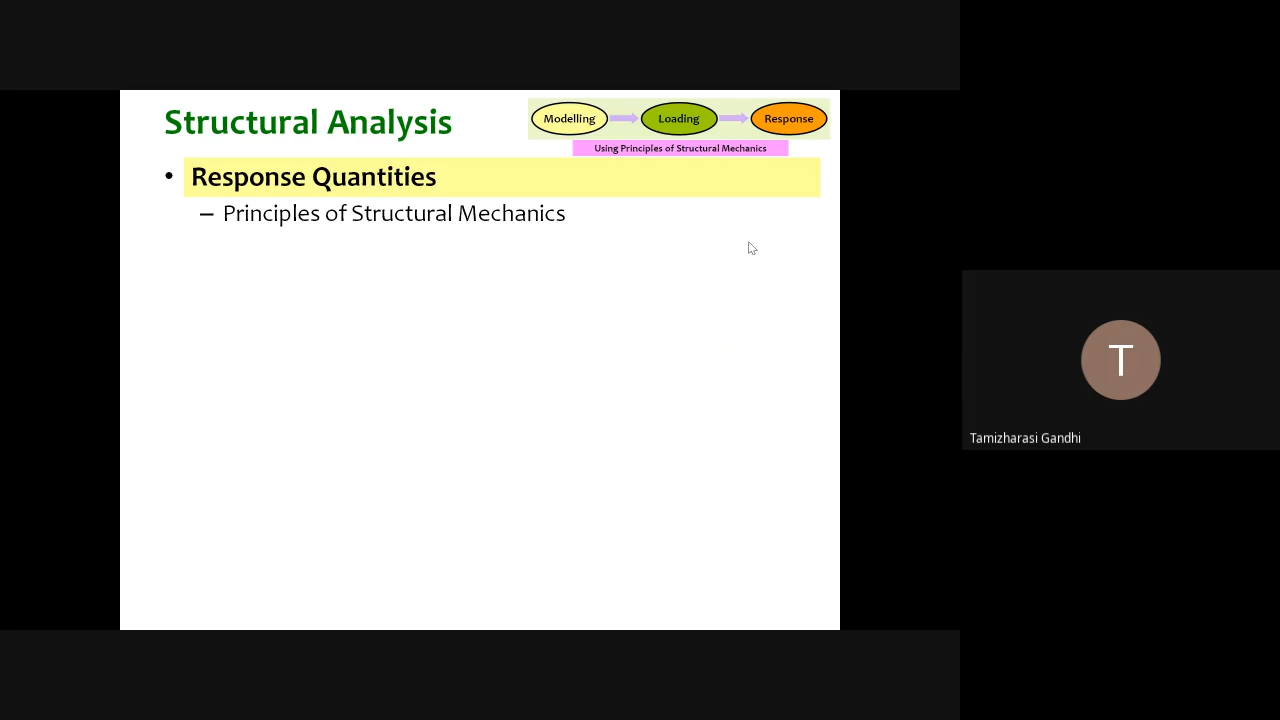 Structural Analysis
Modelling
Loading
Response
Using Principles of Structural Mechanics
• Response Quantities
– Principles of Structural Mechanics
T
Tamizharasi Gandhi